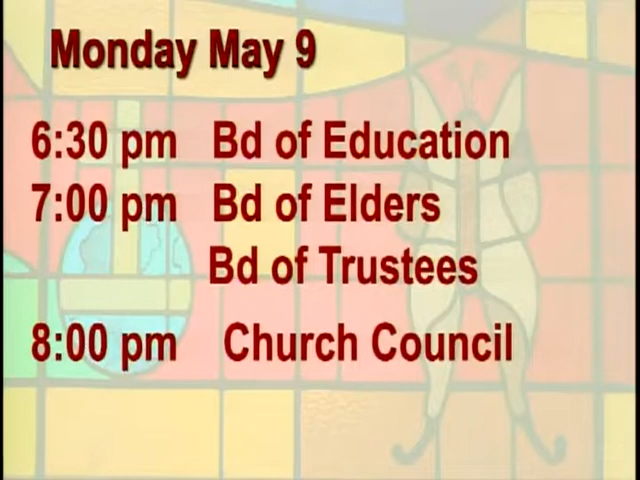 Monday May 9
6:30 pm Bd of Education
7:00 pm Bd of Elders
Bd of Trustees
8:00 pm Church Council